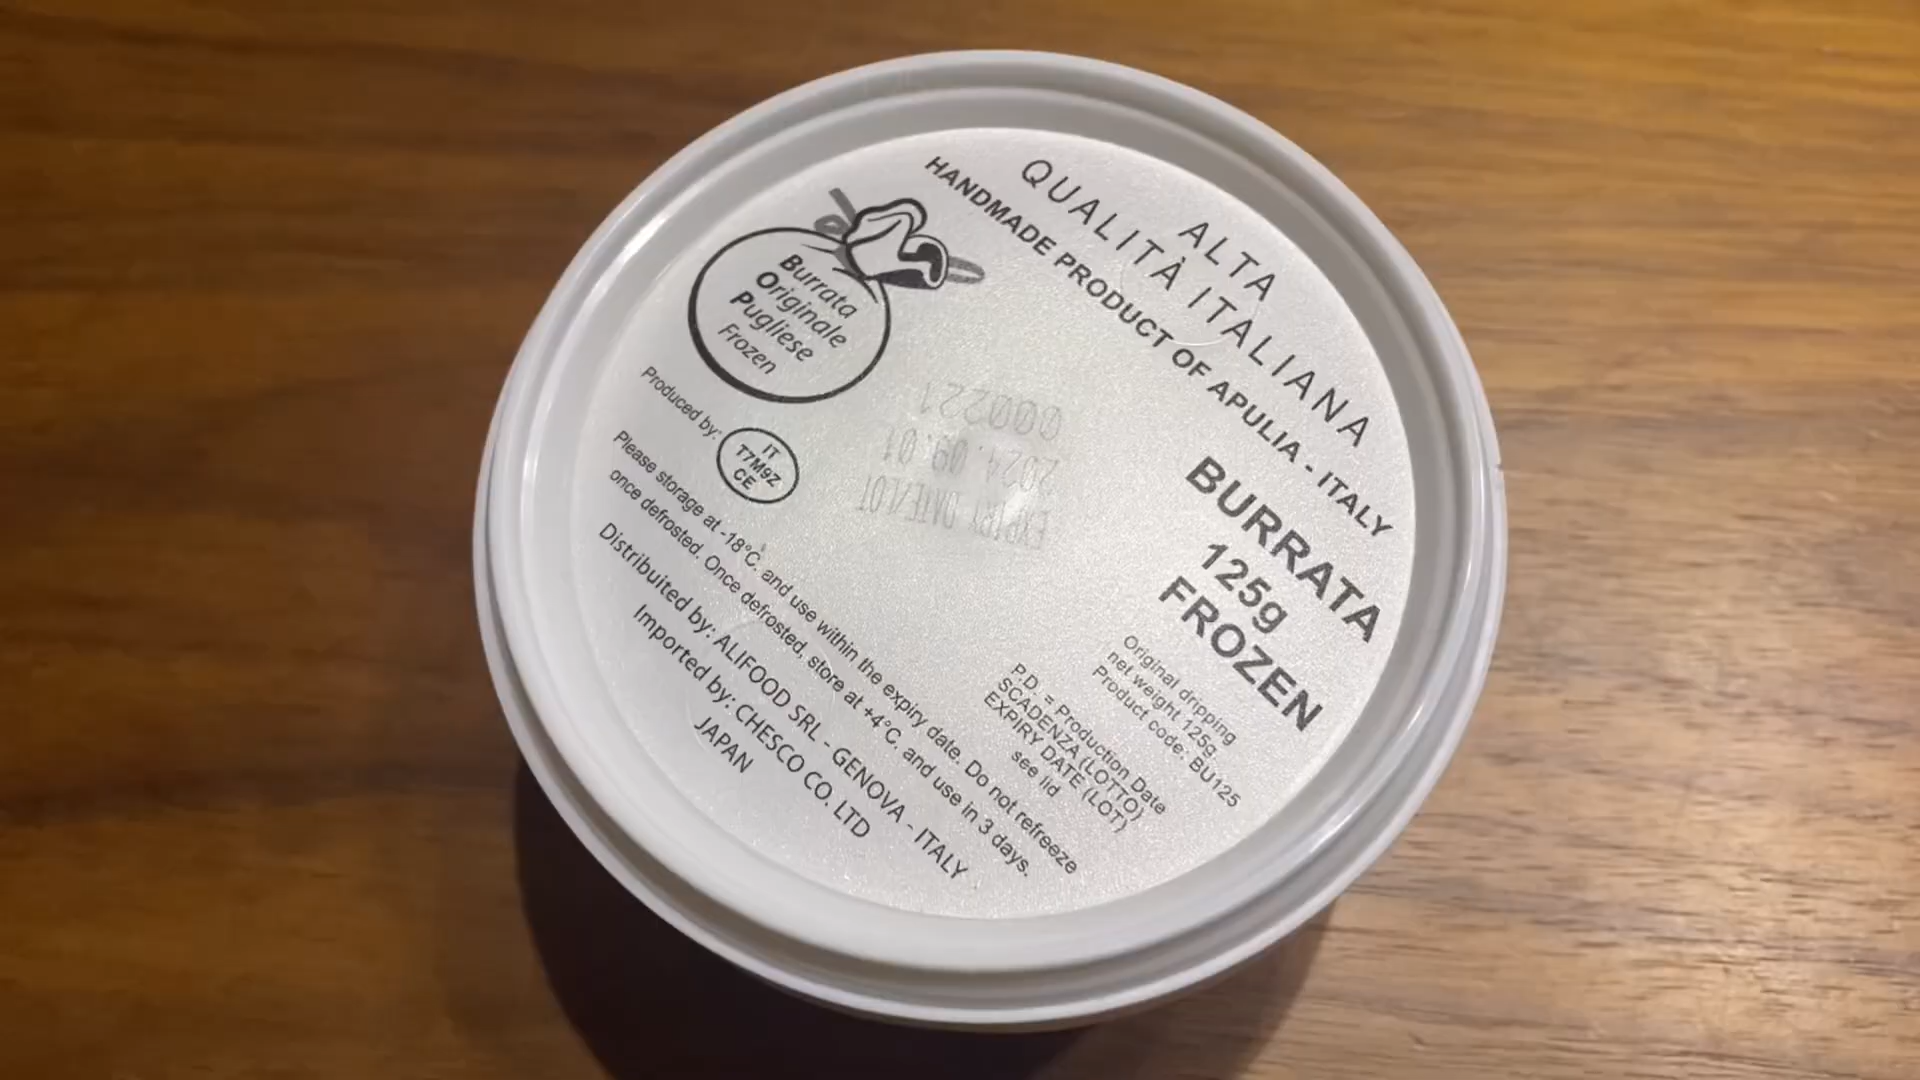 ALTA
QUALITÀ ITALIANA
HANDMADE PRODUCT OF APULIA - ITALY
Burrata
Originale
Pugliese
Frozen
BURRATA
125g
FROZEN
Original dripping
net weight 125g
Product code: BU125
P.D. = Production Date
SCADENZA (LOTTO)
EXPIRY DATE (LOT)
see lid
EXPIRY DATE/LOT
2024.09.01
G00221
Produced by:
IT
T7M9Z
CE
Please storage at -18°C. and use within the expiry date. Do not refreeze
once defrosted. Once defrosted, store at +4°C. and use in 3 days.
Distribuited by: ALIFOOD SRL - GENOVA - ITALY
Imported by: CHESCO CO. LTD
JAPAN